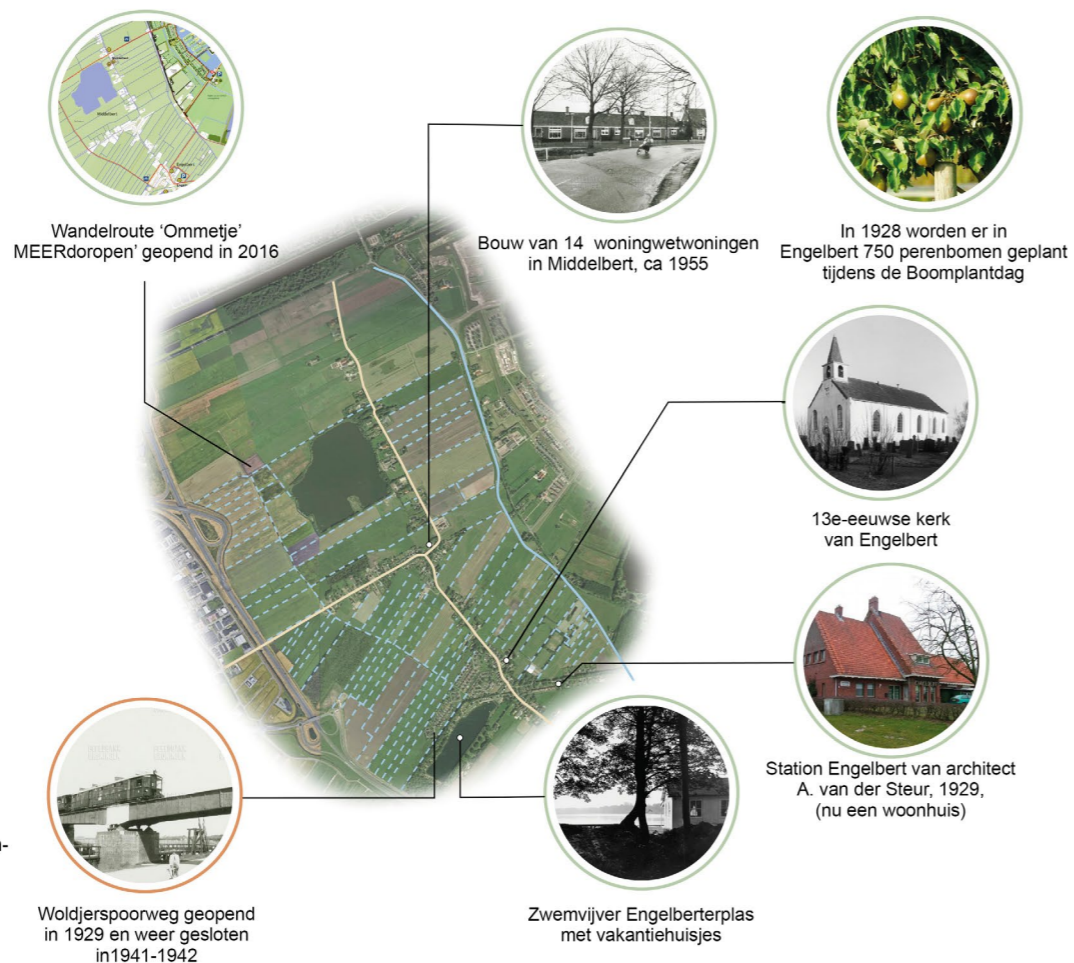 Wandelroute ‘Ommetje’
MEERdoropen’ geopend in 2016
Bouw van 14 woningwetwoningen
in Middelbert, ca 1955
In 1928 worden er in
Engelbert 750 perenbomen geplant
tijdens de Boomplantdag
13e-eeuwse kerk
van Engelbert
Station Engelbert van architect
A. van der Steur, 1929,
(nu een woonhuis)
Zwemvijver Engelberterplas
met vakantiehuisjes
Woldjerspoorweg geopend
in 1929 en weer gesloten
in1941-1942